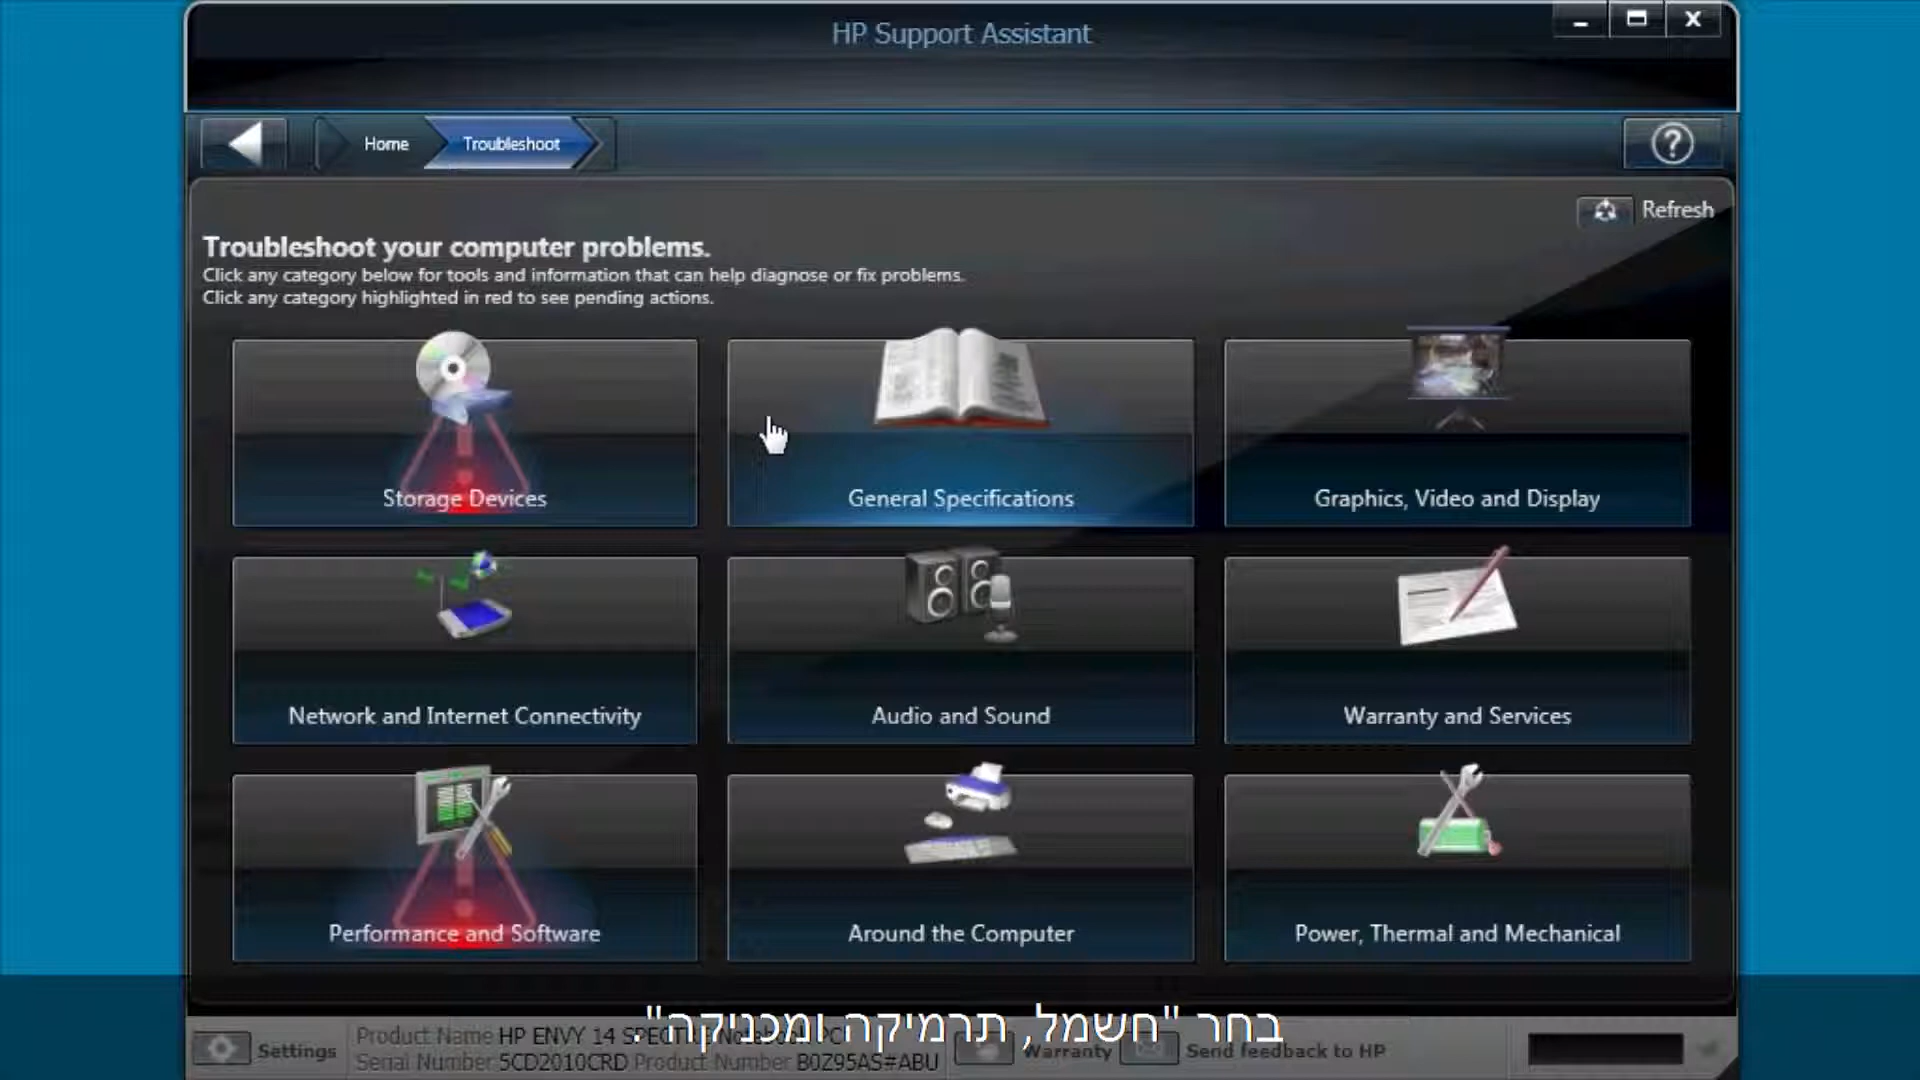 HP Support Assistant
Home
Troubleshoot
Refresh
Troubleshoot your computer problems.
Click any category below for tools and information that can help diagnose or fix problems.
Click any category highlighted in red to see pending actions.
Storage Devices
General Specifications
Graphics, Video and Display
Network and Internet Connectivity
Audio and Sound
Warranty and Services
Performance and Software
Around the Computer
Power, Thermal and Mechanical
בחר "חשמל, תרמיקה ומכניקה".
Settings
Product Name HP ENVY 14 SPECTRE Notebook PC
Serial Number 5CD2010CRD Product Number B0Z95AS#ABU
Warranty
Send feedback to HP